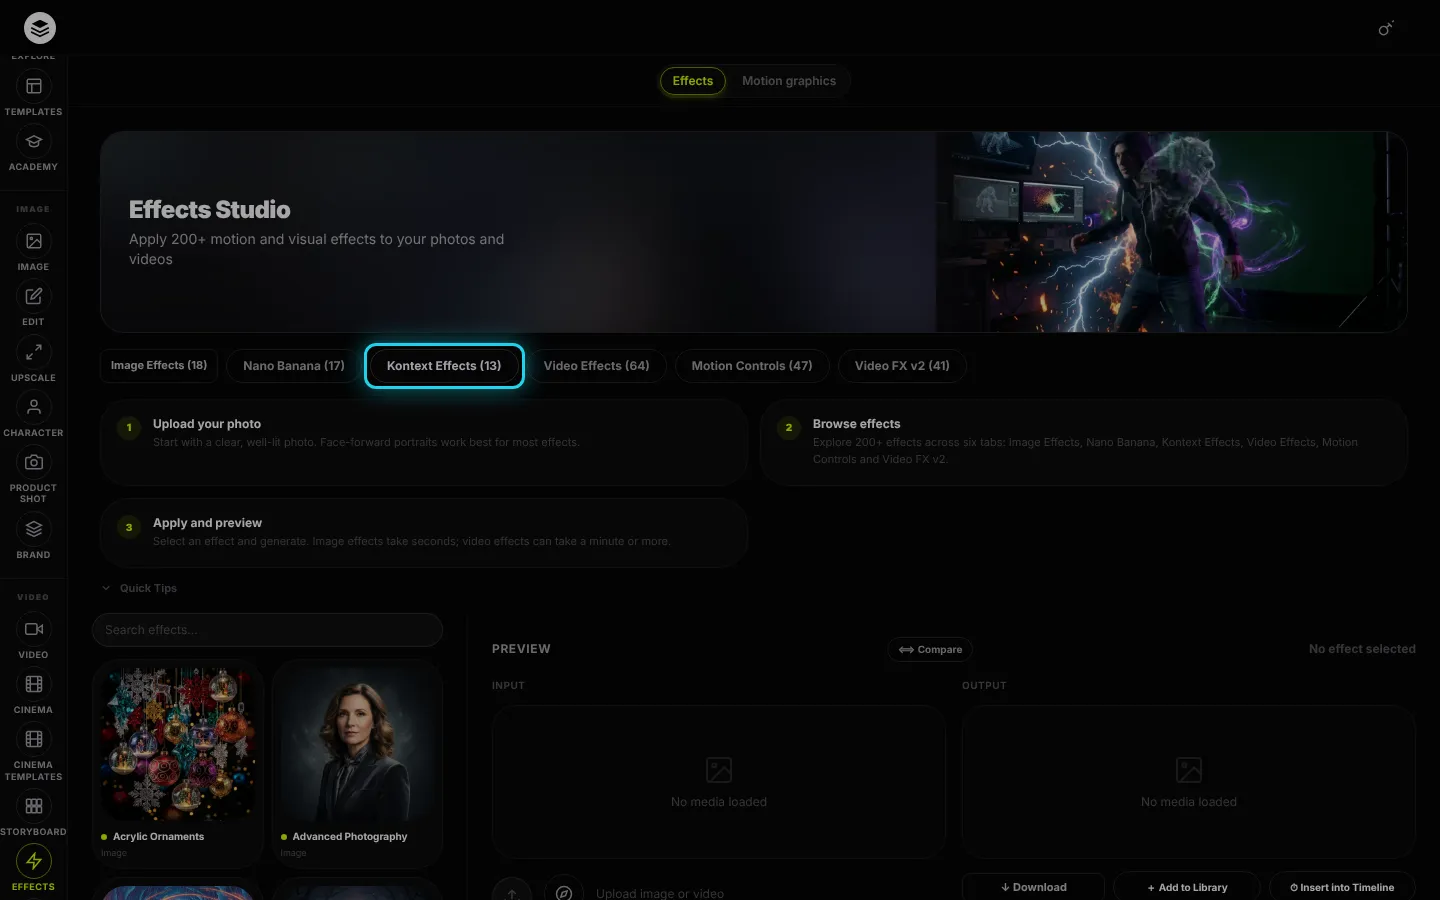 EXPLORE
TEMPLATES
ACADEMY
IMAGE
IMAGE
EDIT
UPSCALE
CHARACTER
PRODUCT
SHOT
BRAND
VIDEO
VIDEO
CINEMA
CINEMA
TEMPLATES
STORYBOARD
EFFECTS
Effects
Motion graphics
Effects Studio
Apply 200+ motion and visual effects to your photos and
videos
Image Effects (18)
Nano Banana (17)
Kontext Effects (13)
Video Effects (64)
Motion Controls (47)
Video FX v2 (41)
1
Upload your photo
Start with a clear, well-lit photo. Face-forward portraits work best for most effects.
2
Browse effects
Explore 200+ effects across six tabs: Image Effects, Nano Banana, Kontext Effects, Video Effects, Motion
Controls and Video FX v2.
3
Apply and preview
Select an effect and generate. Image effects take seconds; video effects can take a minute or more.
Quick Tips
Search effects...
Acrylic Ornaments
Image
Advanced Photography
Image
PREVIEW
Compare
No effect selected
INPUT
OUTPUT
No media loaded
No media loaded
Upload image or video
Download
+ Add to Library
Insert into Timeline